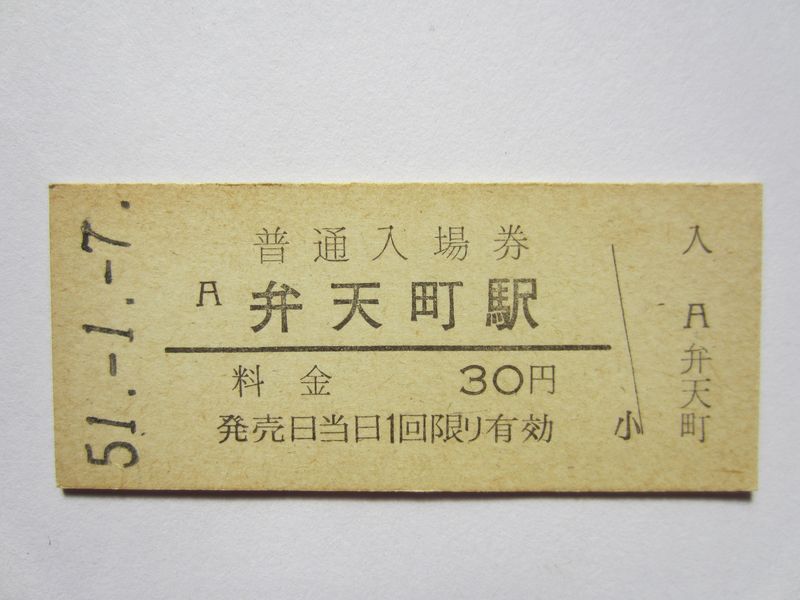 51.-1.-7.
普通入場券
A 弁天町駅
料金 30円
発売日当日1回限り有効
小
入
A
弁天町